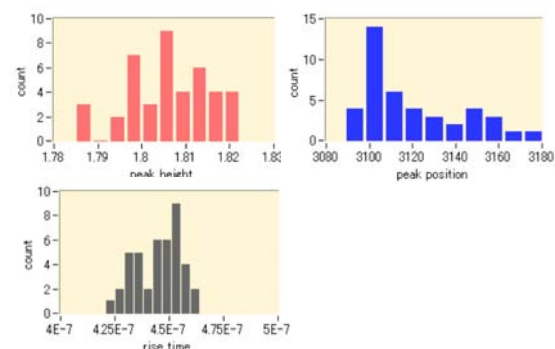 10
8
6
4
2
0
count
1.78 1.79 1.8 1.81 1.82 1.83
peak height
15
10
5
0
count
3080 3100 3120 3140 3160 3180
peak position
10
8
6
4
2
0
count
4E-7 4.25E-7 4.5E-7 4.75E-7 5E-7
rise time